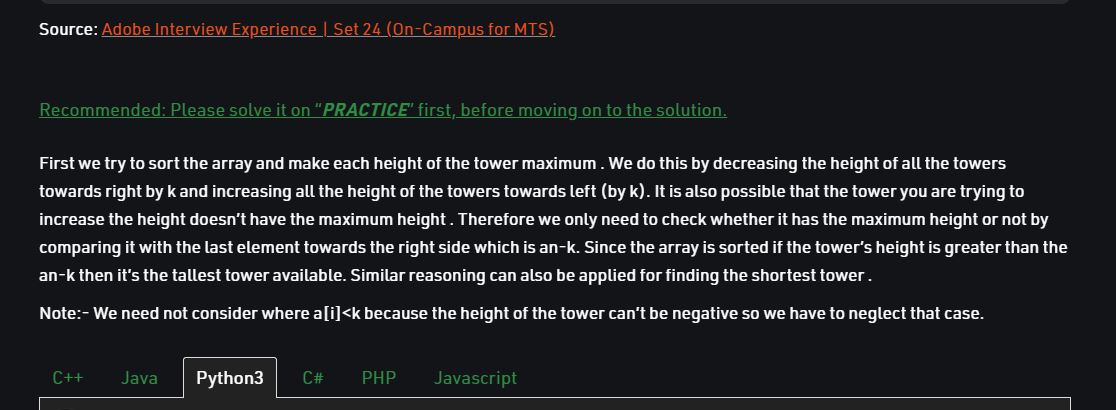 Source: Adobe Interview Experience | Set 24 (On-Campus for MTS)
Recommended: Please solve it on “PRACTICE” first, before moving on to the solution.
First we try to sort the array and make each height of the tower maximum . We do this by decreasing the height of all the towers
towards right by k and increasing all the height of the towers towards left (by k). It is also possible that the tower you are trying to
increase the height doesn’t have the maximum height . Therefore we only need to check whether it has the maximum height or not by
comparing it with the last element towards the right side which is an-k. Since the array is sorted if the tower’s height is greater than the
an-k then it’s the tallest tower available. Similar reasoning can also be applied for finding the shortest tower .
Note:- We need not consider where a[i]<k because the height of the tower can’t be negative so we have to neglect that case.
C++ Java Python3 C# PHP Javascript